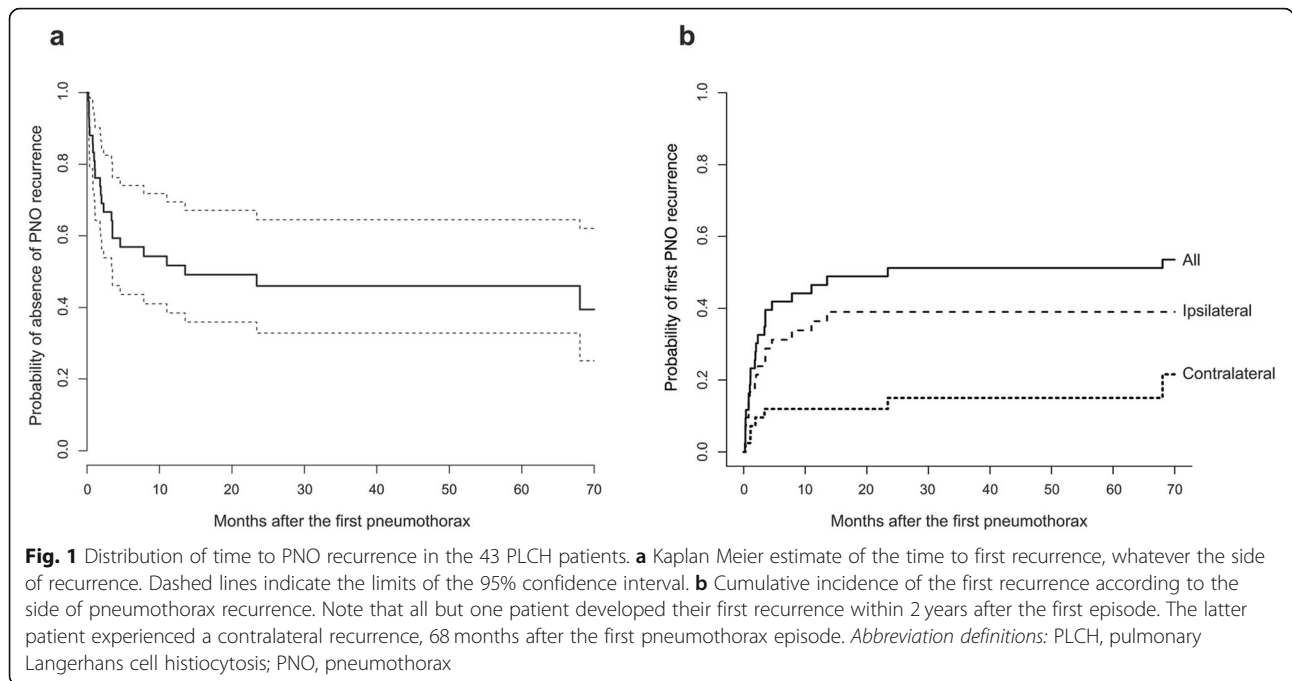 a
b
Probability of absence of PNO recurrence
0.0 0.2 0.4 0.6 0.8 1.0
0 10 20 30 40 50 60 70
Months after the first pneumothorax
Probability of first PNO recurrence
0.0 0.2 0.4 0.6 0.8 1.0
All
Ipsilateral
Contralateral
0 10 20 30 40 50 60 70
Months after the first pneumothorax
Fig. 1 Distribution of time to PNO recurrence in the 43 PLCH patients. a Kaplan Meier estimate of the time to first recurrence, whatever the side
of recurrence. Dashed lines indicate the limits of the 95% confidence interval. b Cumulative incidence of the first recurrence according to the
side of pneumothorax recurrence. Note that all but one patient developed their first recurrence within 2 years after the first episode. The latter
patient experienced a contralateral recurrence, 68 months after the first pneumothorax episode. Abbreviation definitions: PLCH, pulmonary
Langerhans cell histiocytosis; PNO, pneumothorax